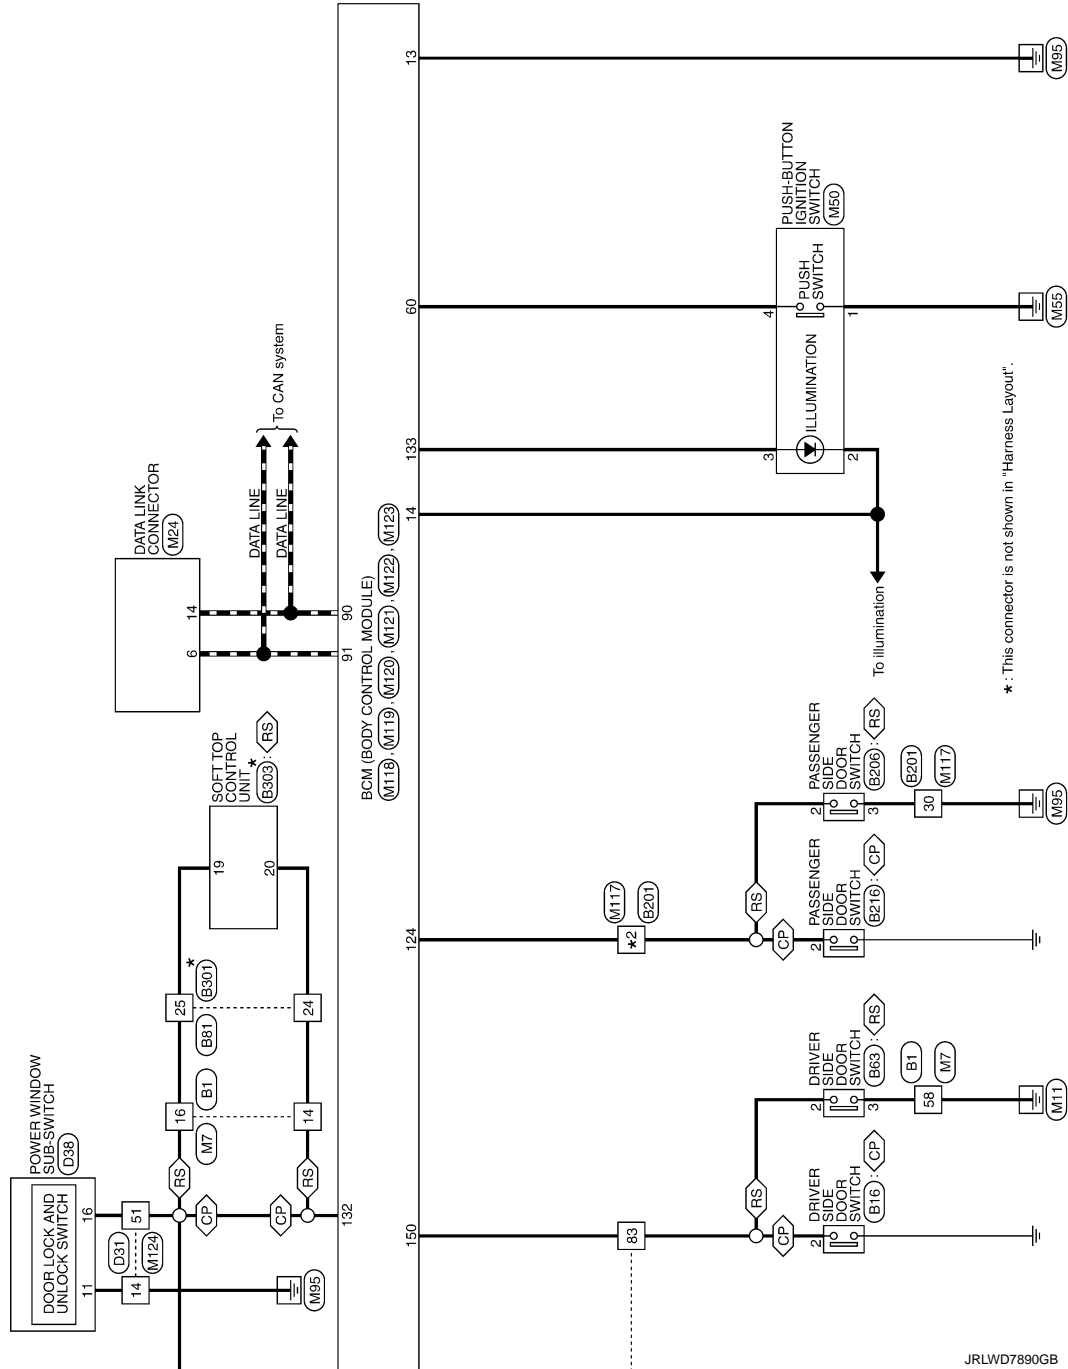 13
M95
PUSH-BUTTON
IGNITION
SWITCH
M50
60
4
PUSH
SWITCH
1
M55
To CAN system
DATA LINE
DATA LINE
ILLUMINATION
133
3
2
14
To illumination
DATA LINK
CONNECTOR
M24
14
6
90
91
BCM (BODY CONTROL MODULE)
M118 , M119 , M120 , M121 , M122 , M123
* : This connector is not shown in "Harness Layout".
SOFT TOP
CONTROL
UNIT *
B303 : RS
19
20
25
24
B81
B301
*
16
14
M7
B1
RS
RS
CP
CP
132
POWER WINDOW
SUB-SWITCH
D38
DOOR LOCK AND
UNLOCK SWITCH
16
11
51
14
D31
M124
M95
124
*2
M117
B201
RS
CP
PASSENGER
SIDE
DOOR
SWITCH
B206 : RS
2
3
30
B201
M117
M95
PASSENGER
SIDE
DOOR
SWITCH
B216 : CP
2
150
83
RS
CP
DRIVER
SIDE
DOOR
SWITCH
B63 : RS
2
3
58
B1
M7
M11
DRIVER
SIDE
DOOR
SWITCH
B16 : CP
2
JRLWD7890GB